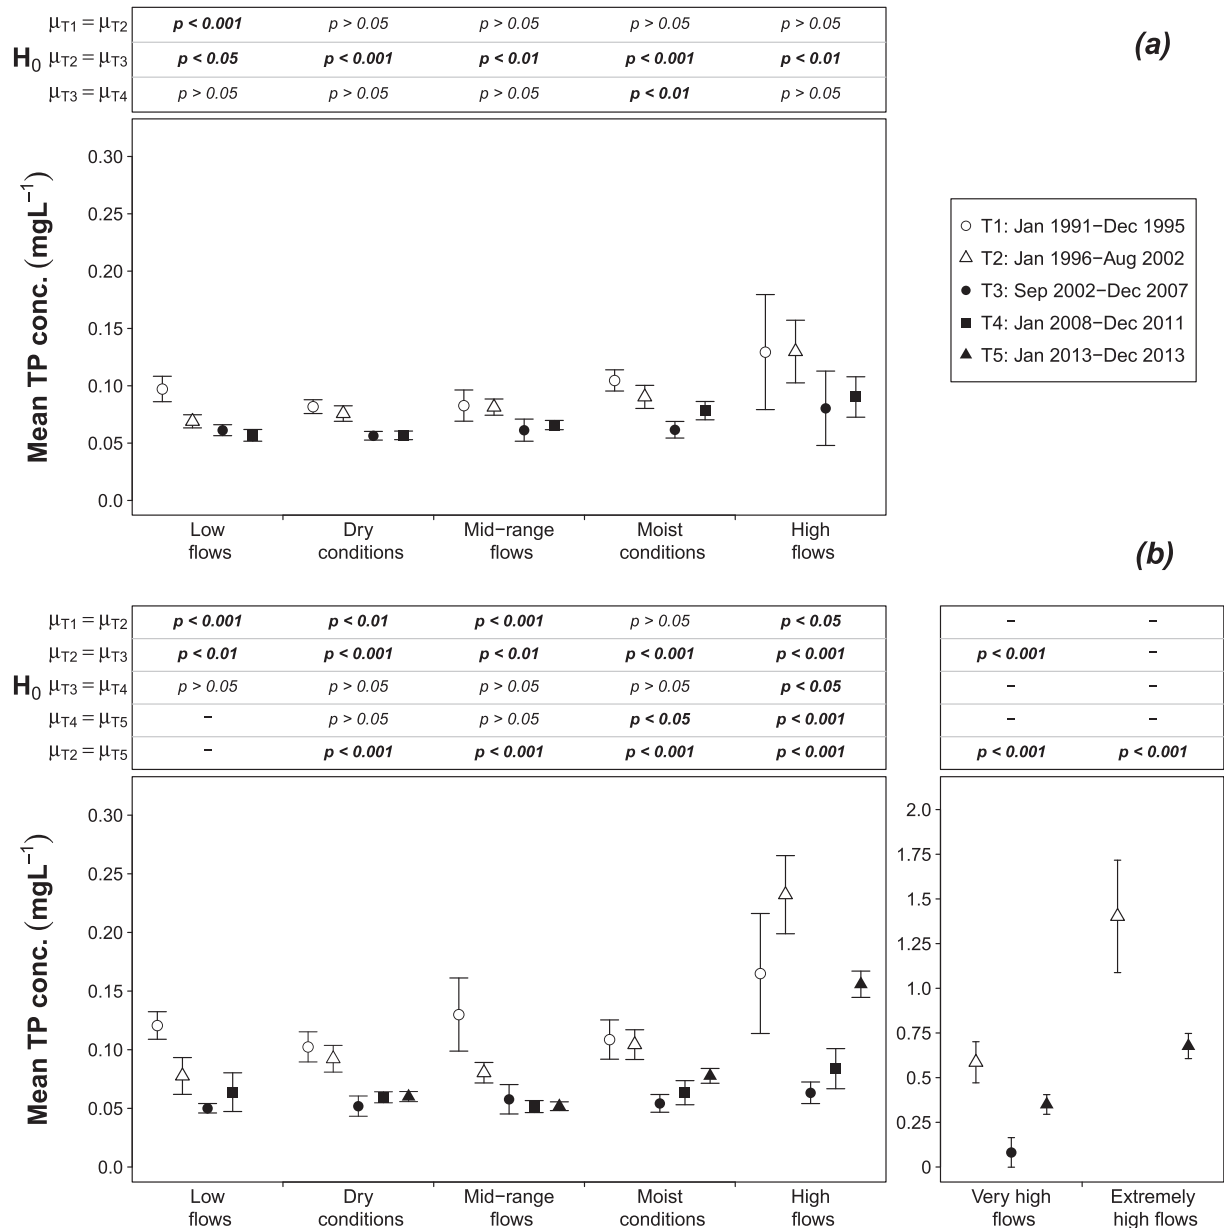 μT1 = μT2 p < 0.001 p > 0.05 p > 0.05 p > 0.05 p > 0.05
(a)
H0 μT2 = μT3 p < 0.05 p < 0.001 p < 0.01 p < 0.001 p < 0.01
μT3 = μT4 p > 0.05 p > 0.05 p > 0.05 p < 0.01 p > 0.05
Mean TP conc. (mgL−1)
0.30
0.25
0.20
0.15
0.10
0.05
0.0
T1: Jan 1991−Dec 1995
T2: Jan 1996−Aug 2002
T3: Sep 2002−Dec 2007
T4: Jan 2008−Dec 2011
T5: Jan 2013−Dec 2013
Low Dry Mid−range Moist High
flows conditions flows conditions flows
(b)
μT1 = μT2 p < 0.001 p < 0.01 p < 0.001 p > 0.05 p < 0.05 – –
μT2 = μT3 p < 0.01 p < 0.001 p < 0.01 p < 0.001 p < 0.001 p < 0.001 –
H0 μT3 = μT4 p > 0.05 p > 0.05 p > 0.05 p > 0.05 p < 0.05 – –
μT4 = μT5 – p > 0.05 p > 0.05 p < 0.05 p < 0.001 – –
μT2 = μT5 – p < 0.001 p < 0.001 p < 0.001 p < 0.001 p < 0.001 p < 0.001
Mean TP conc. (mgL−1)
0.30
0.25
0.20
0.15
0.10
0.05
0.0
2.0
1.75
1.5
1.25
1.0
0.75
0.5
0.25
0
Low Dry Mid−range Moist High Very high Extremely
flows conditions flows conditions flows flows high flows